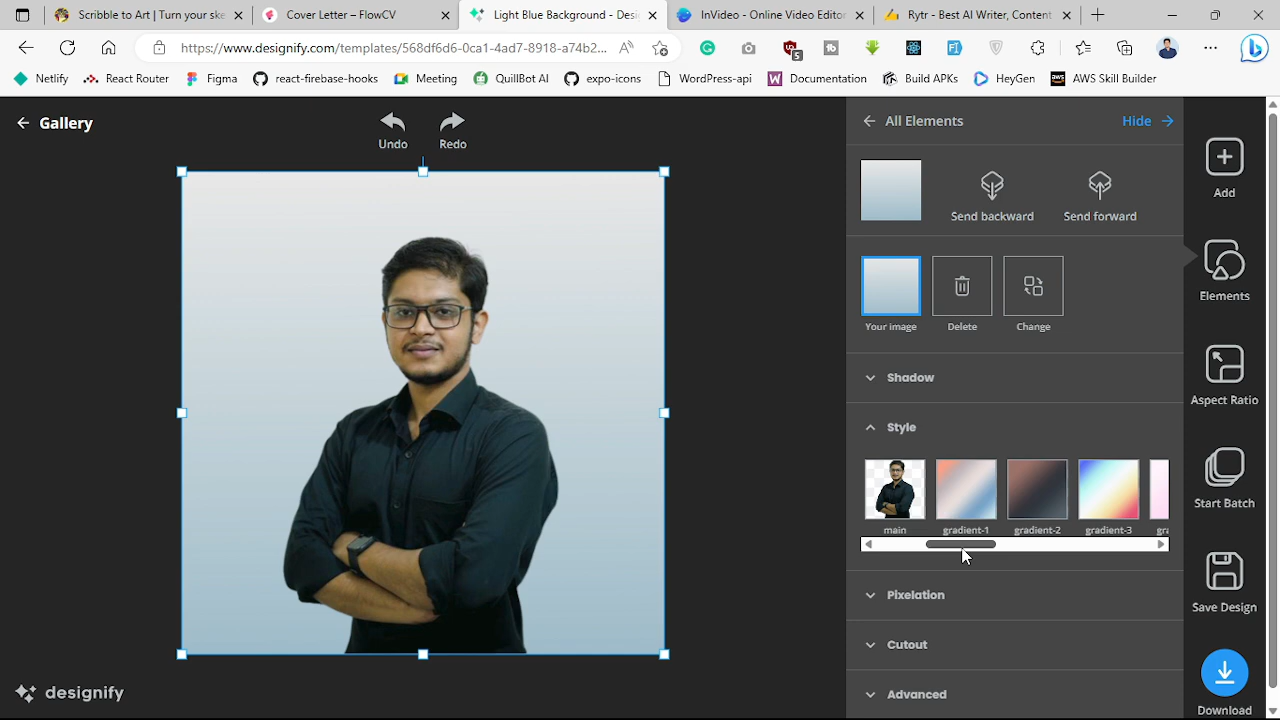 Scribble to Art | Turn your ske
Cover Letter – FlowCV
Light Blue Background - Desi
InVideo - Online Video Editor
Rytr - Best AI Writer, Content
https://www.designify.com/templates/568df6d6-0ca1-4ad7-8918-a74b2...
Netlify
React Router
Figma
react-firebase-hooks
Meeting
QuillBot AI
expo-icons
WordPress-api
Documentation
Build APKs
HeyGen
AWS Skill Builder
Gallery
Undo
Redo
All Elements
Hide
Send backward
Send forward
Your image
Delete
Change
Shadow
Style
main
gradient-1
gradient-2
gradient-3
gra
Pixelation
Cutout
Advanced
Add
Elements
Aspect Ratio
Start Batch
Save Design
Download
designify